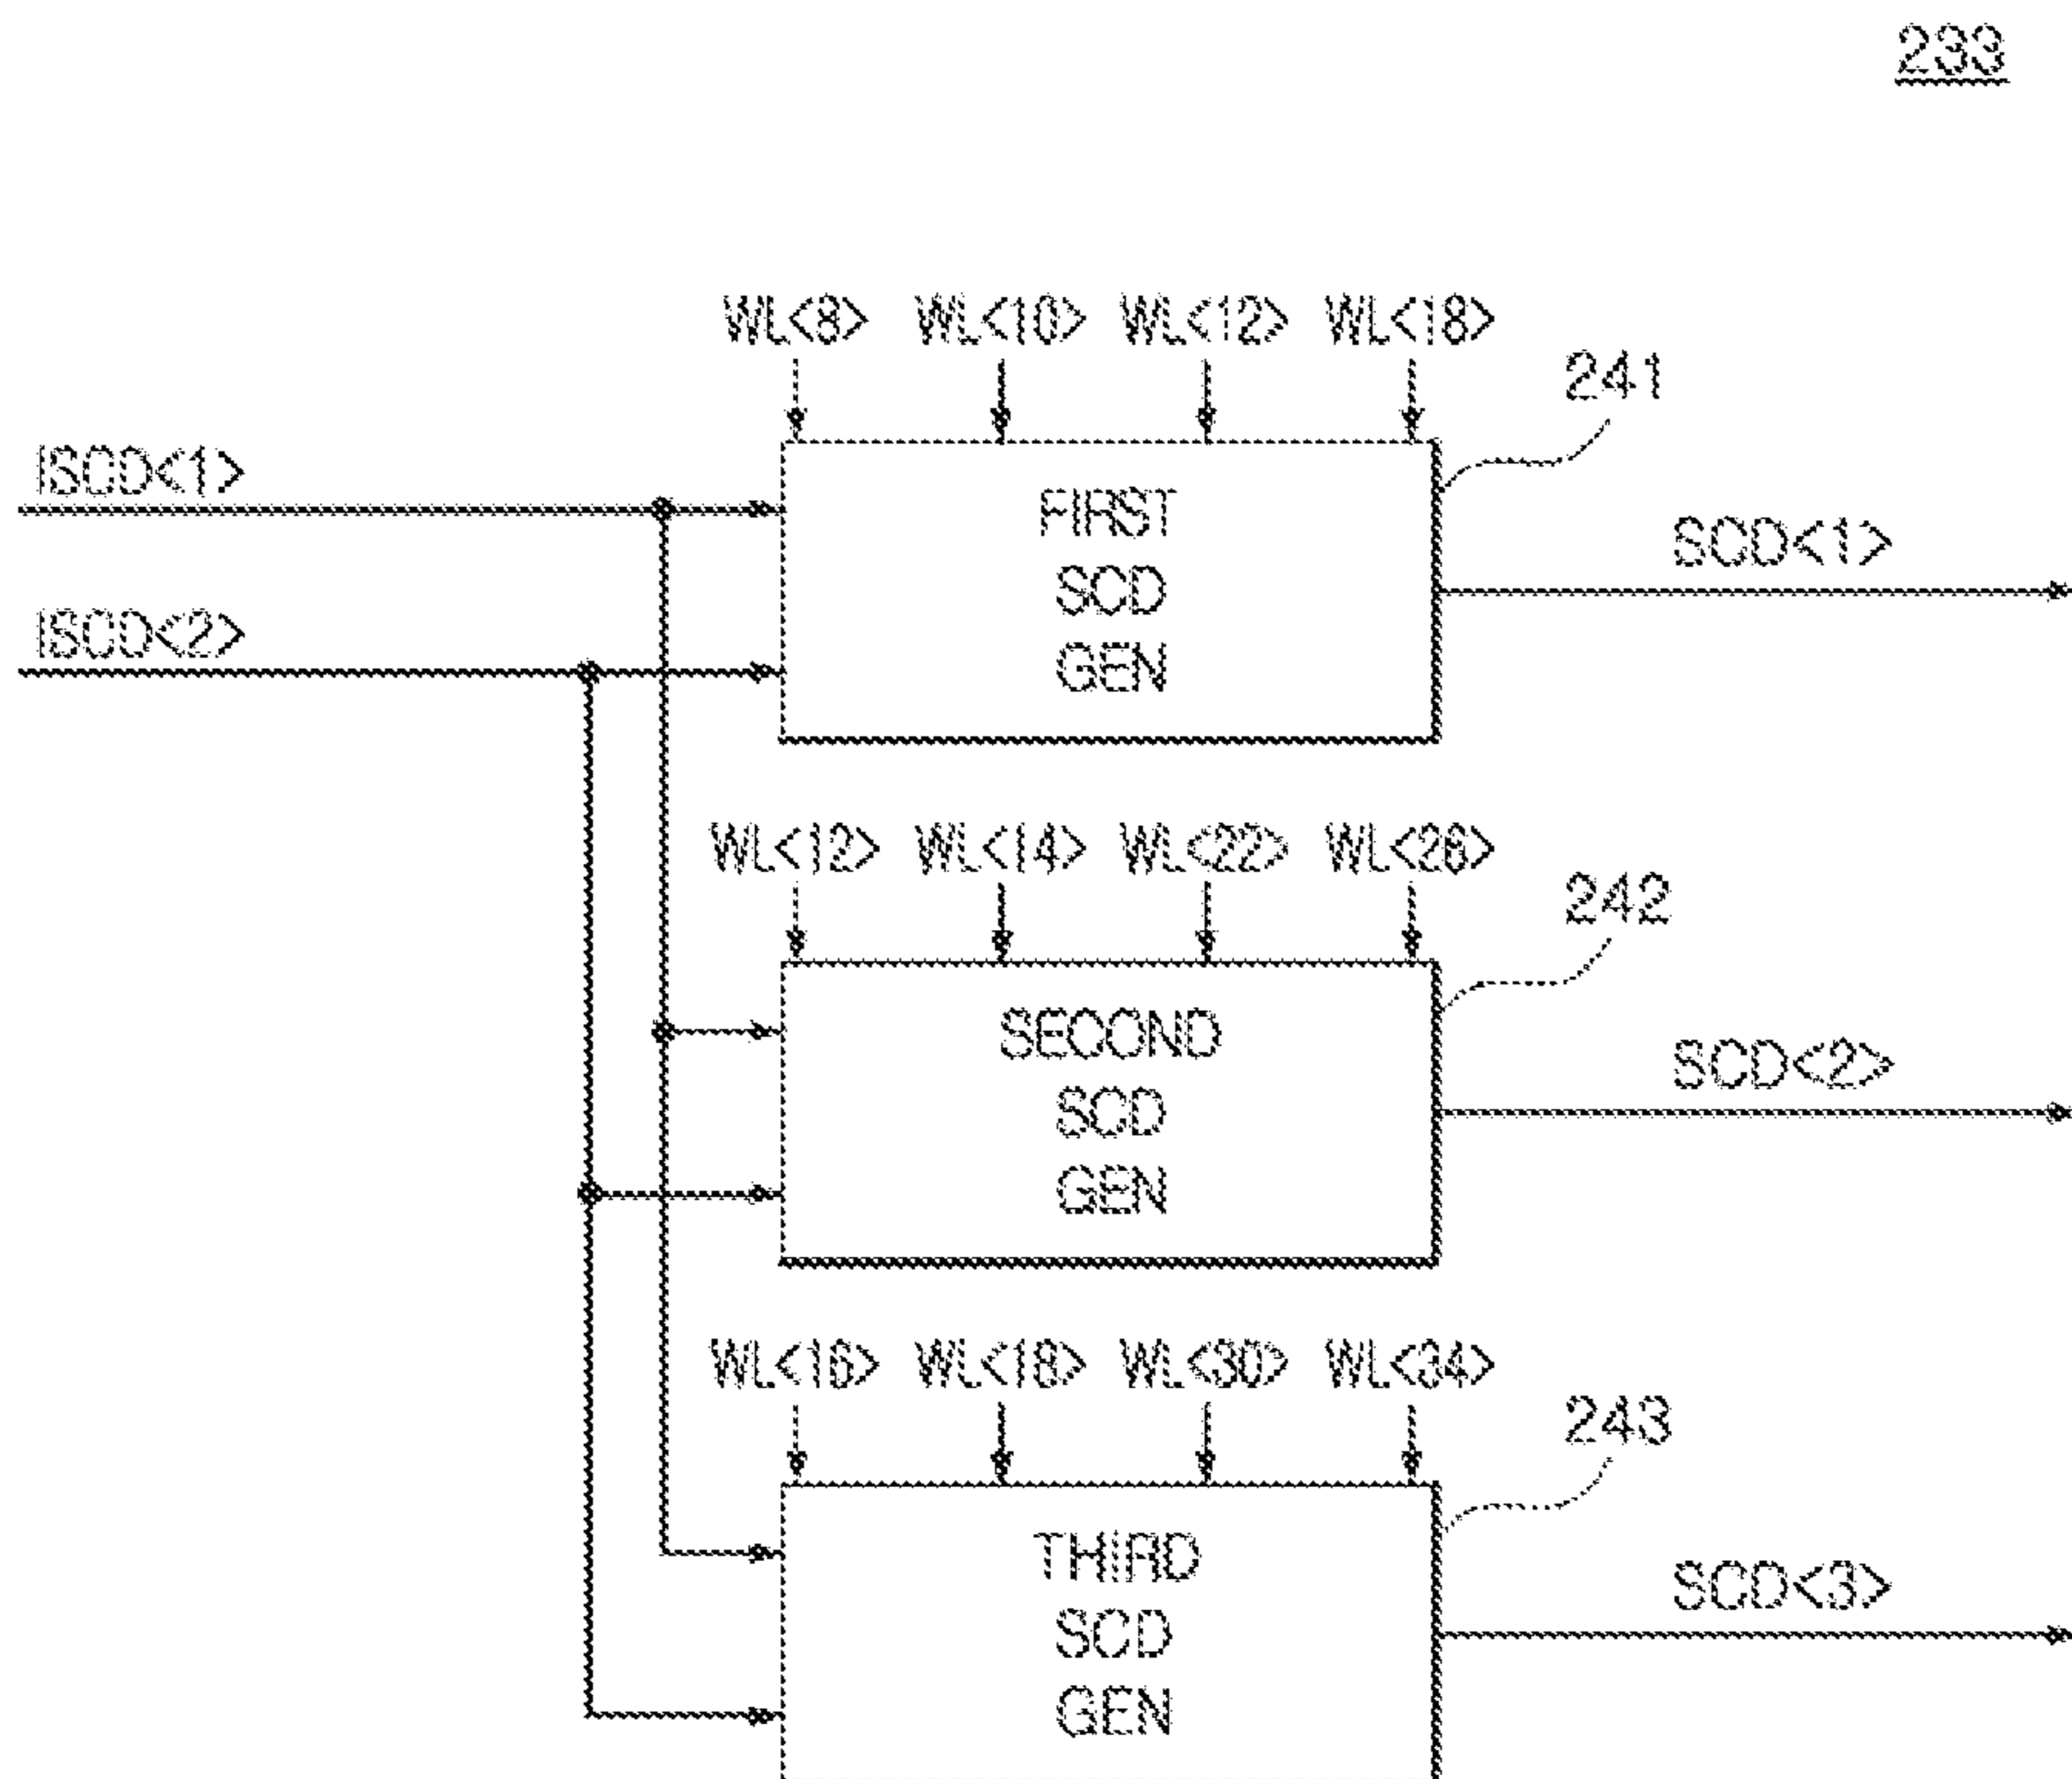 233
WL<8> WL<10> WL<12> WL<18>
241
ISCD<1>
FIRST
SCD
GEN
SCD<1>
ISCD<2>
WL<12> WL<14> WL<22> WL<26>
242
SECOND
SCD
GEN
SCD<2>
WL<16> WL<18> WL<30> WL<34>
243
THIRD
SCD
GEN
SCD<3>